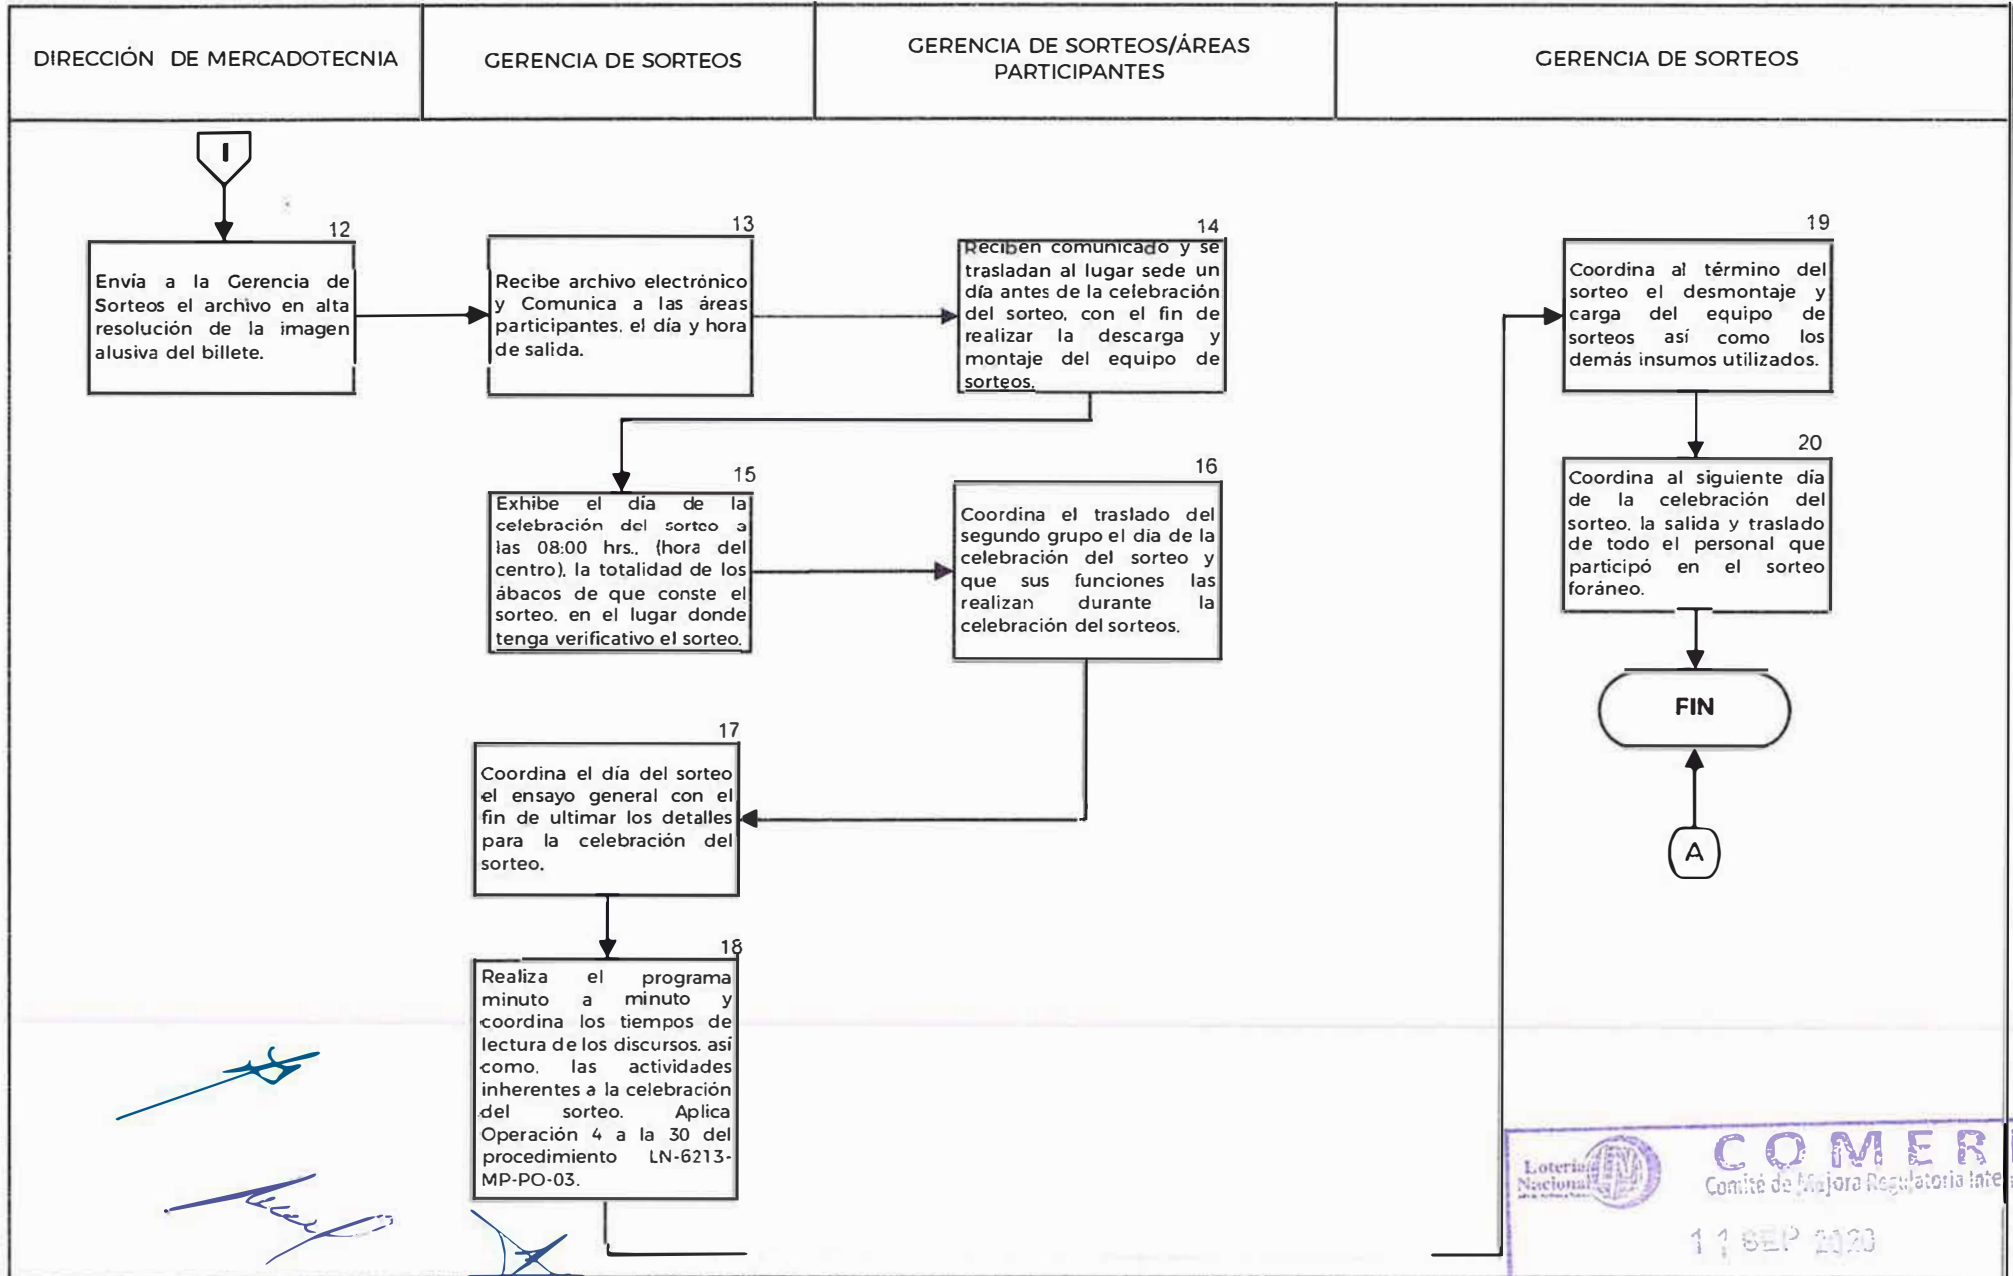 DIRECCIÓN DE MERCADOTECNIA
GERENCIA DE SORTEOS
GERENCIA DE SORTEOS/ÁREAS
PARTICIPANTES
GERENCIA DE SORTEOS
I
12
Envía a la Gerencia de
Sorteos el archivo en alta
resolución de la imagen
alusiva del billete.
13
Recibe archivo electrónico
y Comunica a las áreas
participantes, el día y hora
de salida.
14
Reciben comunicado y se
trasladan al lugar sede un
día antes de la celebración
del sorteo, con el fin de
realizar la descarga y
montaje del equipo de
sorteos.
15
Exhibe el día de la
celebración del sorteo a
las 08:00 hrs., (hora del
centro), la totalidad de los
ábacos de que conste el
sorteo, en el lugar donde
tenga verificativo el sorteo.
16
Coordina el traslado del
segundo grupo el dia de la
celebración del sorteo y
que sus funciones las
realizan durante la
celebración del sorteos.
17
Coordina el día del sorteo
el ensayo general con el
fin de ultimar los detalles
para la celebración del
sorteo.
18
Realiza el programa
minuto a minuto y
coordina los tiempos de
lectura de los discursos, así
como, las actividades
inherentes a la celebración
del sorteo. Aplica
Operación 4 a la 30 del
procedimiento LN-6213-
MP-PO-03.
19
Coordina al término del
sorteo el desmontaje y
carga del equipo de
sorteos así como los
demás insumos utilizados.
20
Coordina al siguiente día
de la celebración del
sorteo, la salida y traslado
de todo el personal que
participó en el sorteo
foráneo.
FIN
A
Lotería
Nacional
COMER
Comité de Mejora Regulatoria Inte
11 SEP 2020